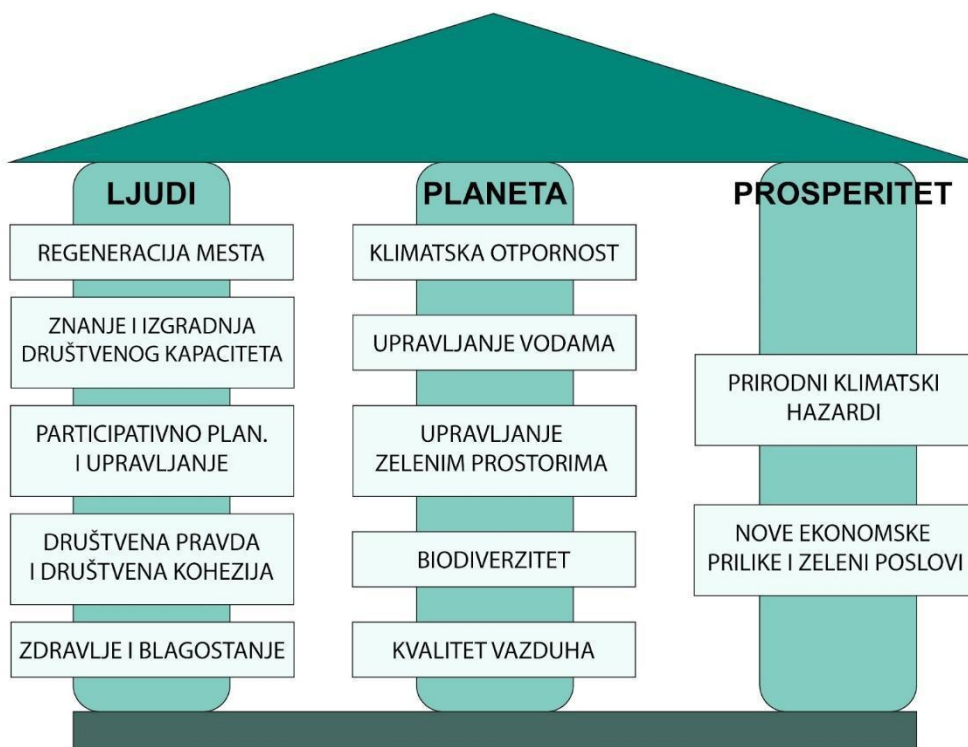 LJUDI
REGENERACIJA MESTA
ZNANJE I IZGRADNJA
DRUŠTVENOG KAPACITETA
PARTICIPATIVNO PLAN.
I UPRAVLJANJE
DRUŠTVENA PRAVDA
I DRUŠTVENA KOHEZIJA
ZDRAVLJE I BLAGOSTANJE
PLANETA
KLIMATSKA OTPORNOST
UPRAVLJANJE VODAMA
UPRAVLJANJE
ZELENIM PROSTORIMA
BIODIVERZITET
KVALITET VAZDUHA
PROSPERITET
PRIRODNI KLIMATSKI
HAZARDI
NOVE EKONOMSKE
PRILIKE I ZELENI POSLOVI